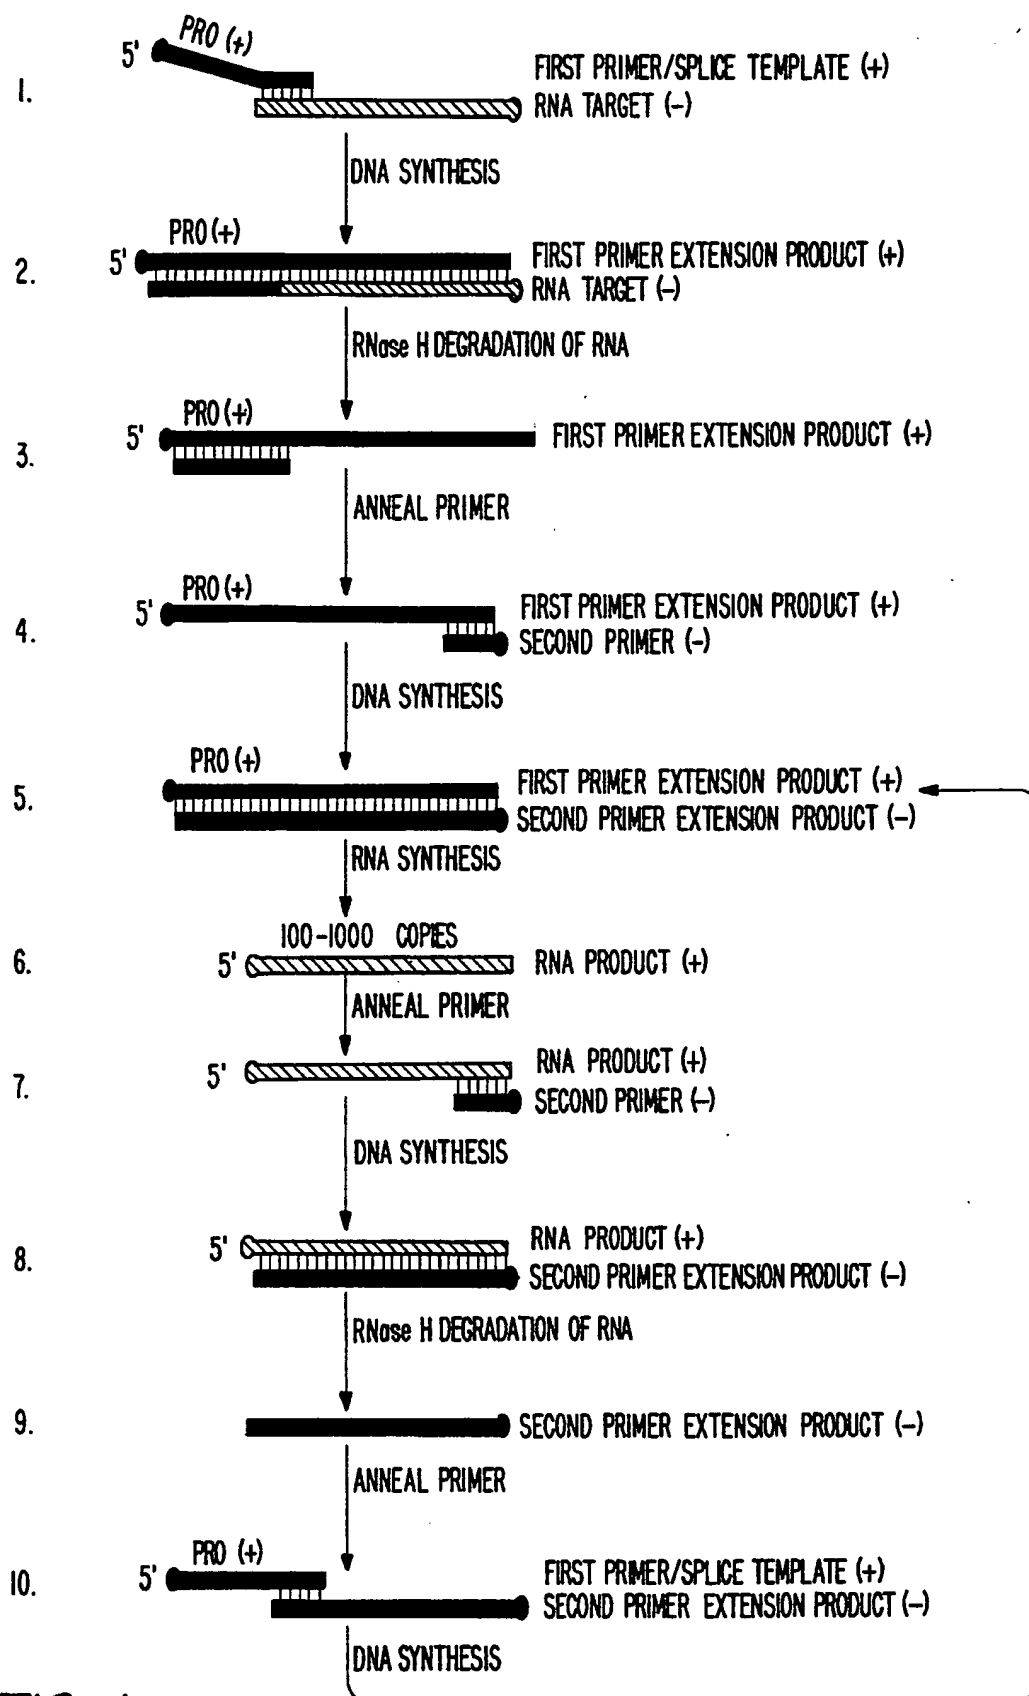 5' PRO (+)
1. FIRST PRIMER/SPLICE TEMPLATE (+)
RNA TARGET (-)
DNA SYNTHESIS
PRO (+)
2. 5' FIRST PRIMER EXTENSION PRODUCT (+)
RNA TARGET (-)
RNase H DEGRADATION OF RNA
PRO (+)
3. 5' FIRST PRIMER EXTENSION PRODUCT (+)
ANNEAL PRIMER
PRO (+)
4. 5' FIRST PRIMER EXTENSION PRODUCT (+)
SECOND PRIMER (-)
DNA SYNTHESIS
PRO (+)
5. FIRST PRIMER EXTENSION PRODUCT (+)
SECOND PRIMER EXTENSION PRODUCT (-)
RNA SYNTHESIS
100-1000 COPIES
6. 5' RNA PRODUCT (+)
ANNEAL PRIMER
7. 5' RNA PRODUCT (+)
SECOND PRIMER (-)
DNA SYNTHESIS
8. 5' RNA PRODUCT (+)
SECOND PRIMER EXTENSION PRODUCT (-)
RNase H DEGRADATION OF RNA
9. SECOND PRIMER EXTENSION PRODUCT (-)
ANNEAL PRIMER
PRO (+)
10. 5' FIRST PRIMER/SPLICE TEMPLATE (+)
SECOND PRIMER EXTENSION PRODUCT (-)
DNA SYNTHESIS